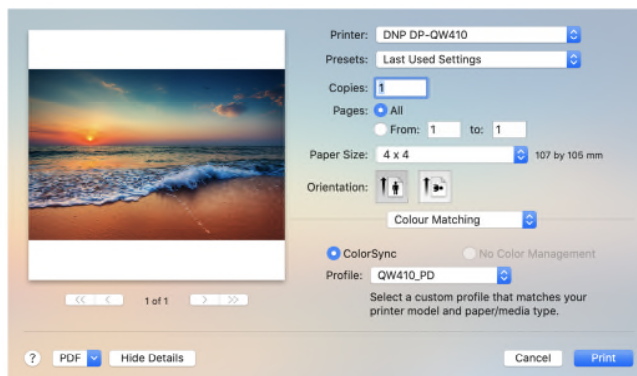 Printer: DNP DP-QW410
Presets: Last Used Settings
Copies: 1
Pages: All
From: 1 to: 1
Paper Size: 4 x 4 107 by 105 mm
Orientation:
Colour Matching
ColorSync No Color Management
Profile: QW410_PD
Select a custom profile that matches your
printer model and paper/media type.
1 of 1
? PDF Hide Details Cancel Print